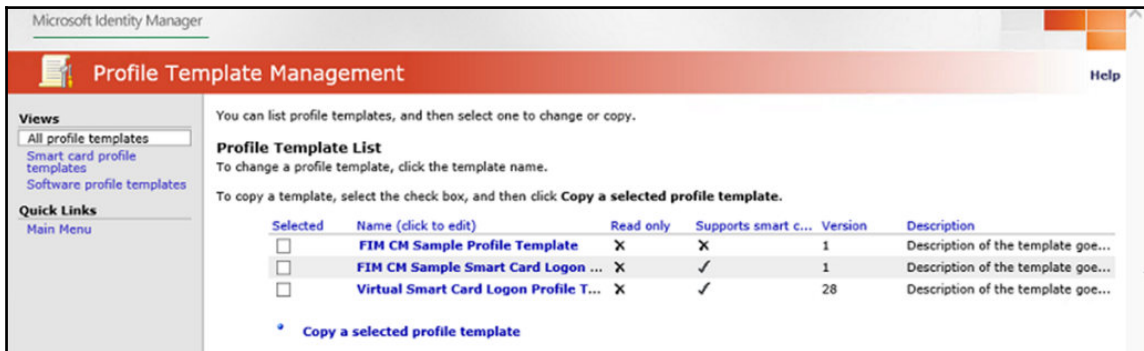 Microsoft Identity Manager
Profile Template Management
Help
Views
All profile templates
Smart card profile
templates
Software profile templates
Quick Links
Main Menu
You can list profile templates, and then select one to change or copy.
Profile Template List
To change a profile template, click the template name.
To copy a template, select the check box, and then click Copy a selected profile template.
Selected Name (click to edit) Read only Supports smart c... Version Description
FIM CM Sample Profile Template 1 Description of the template goe...
FIM CM Sample Smart Card Logon ... 1 Description of the template goe...
Virtual Smart Card Logon Profile T... 28 Description of the template goe...
Copy a selected profile template